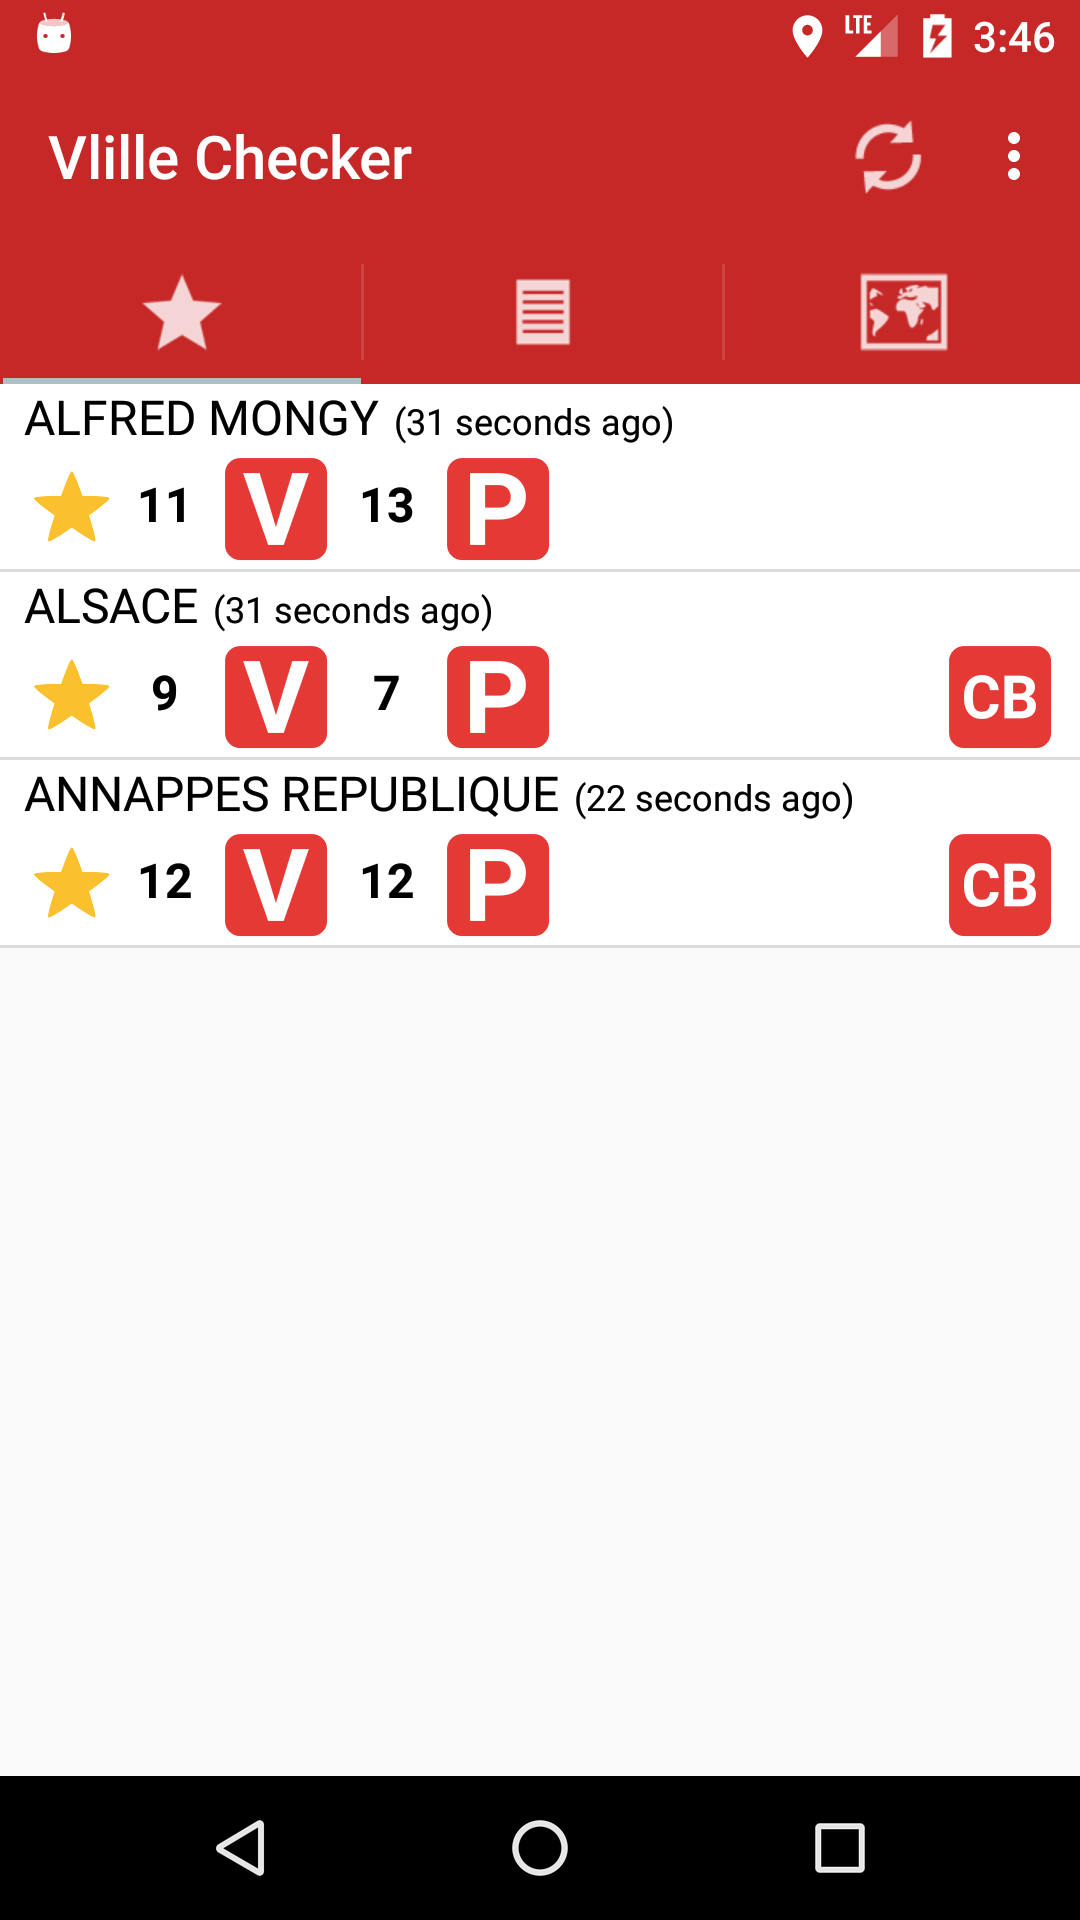 LTE 3:46
Vlille Checker
ALFRED MONGY (31 seconds ago)
11 V 13 P
ALSACE (31 seconds ago)
9 V 7 P CB
ANNAPPES REPUBLIQUE (22 seconds ago)
12 V 12 P CB